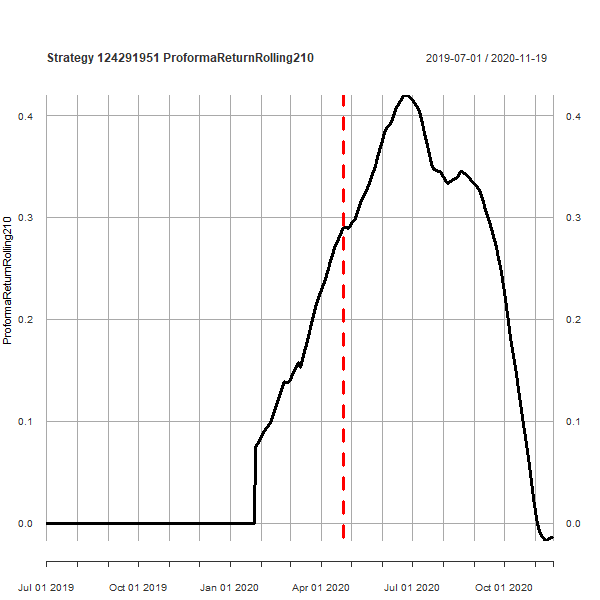 Strategy 124291951 ProformaReturnRolling210
2019-07-01 / 2020-11-19
ProformaReturnRolling210
0.4
0.3
0.2
0.1
0.0
0.4
0.3
0.2
0.1
0.0
Jul 01 2019
Oct 01 2019
Jan 01 2020
Apr 01 2020
Jul 01 2020
Oct 01 2020